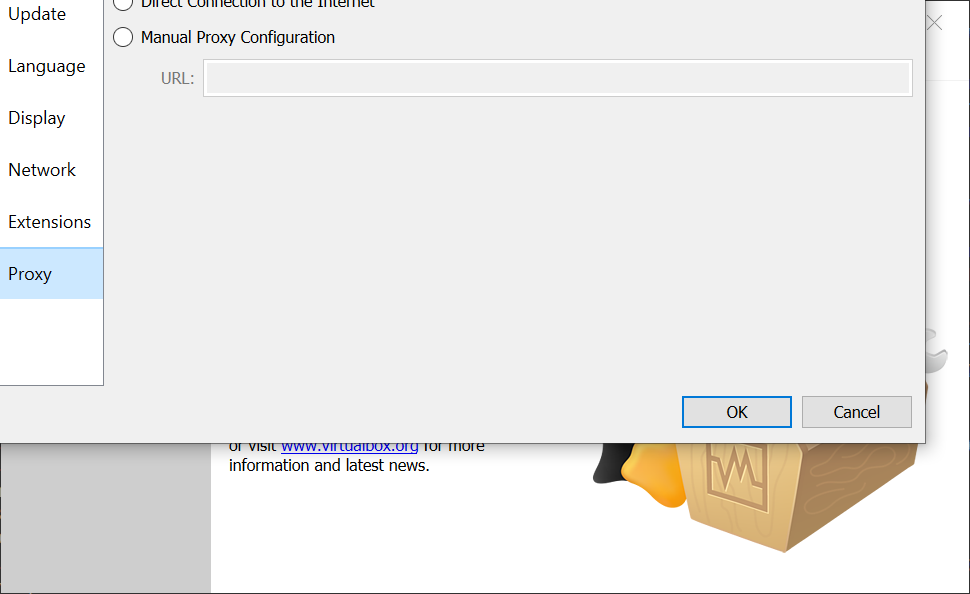 Update
Direct Connection to the Internet
Manual Proxy Configuration
Language
URL:
Display
Network
Extensions
Proxy
OK
Cancel
or visit www.virtualbox.org for more
information and latest news.